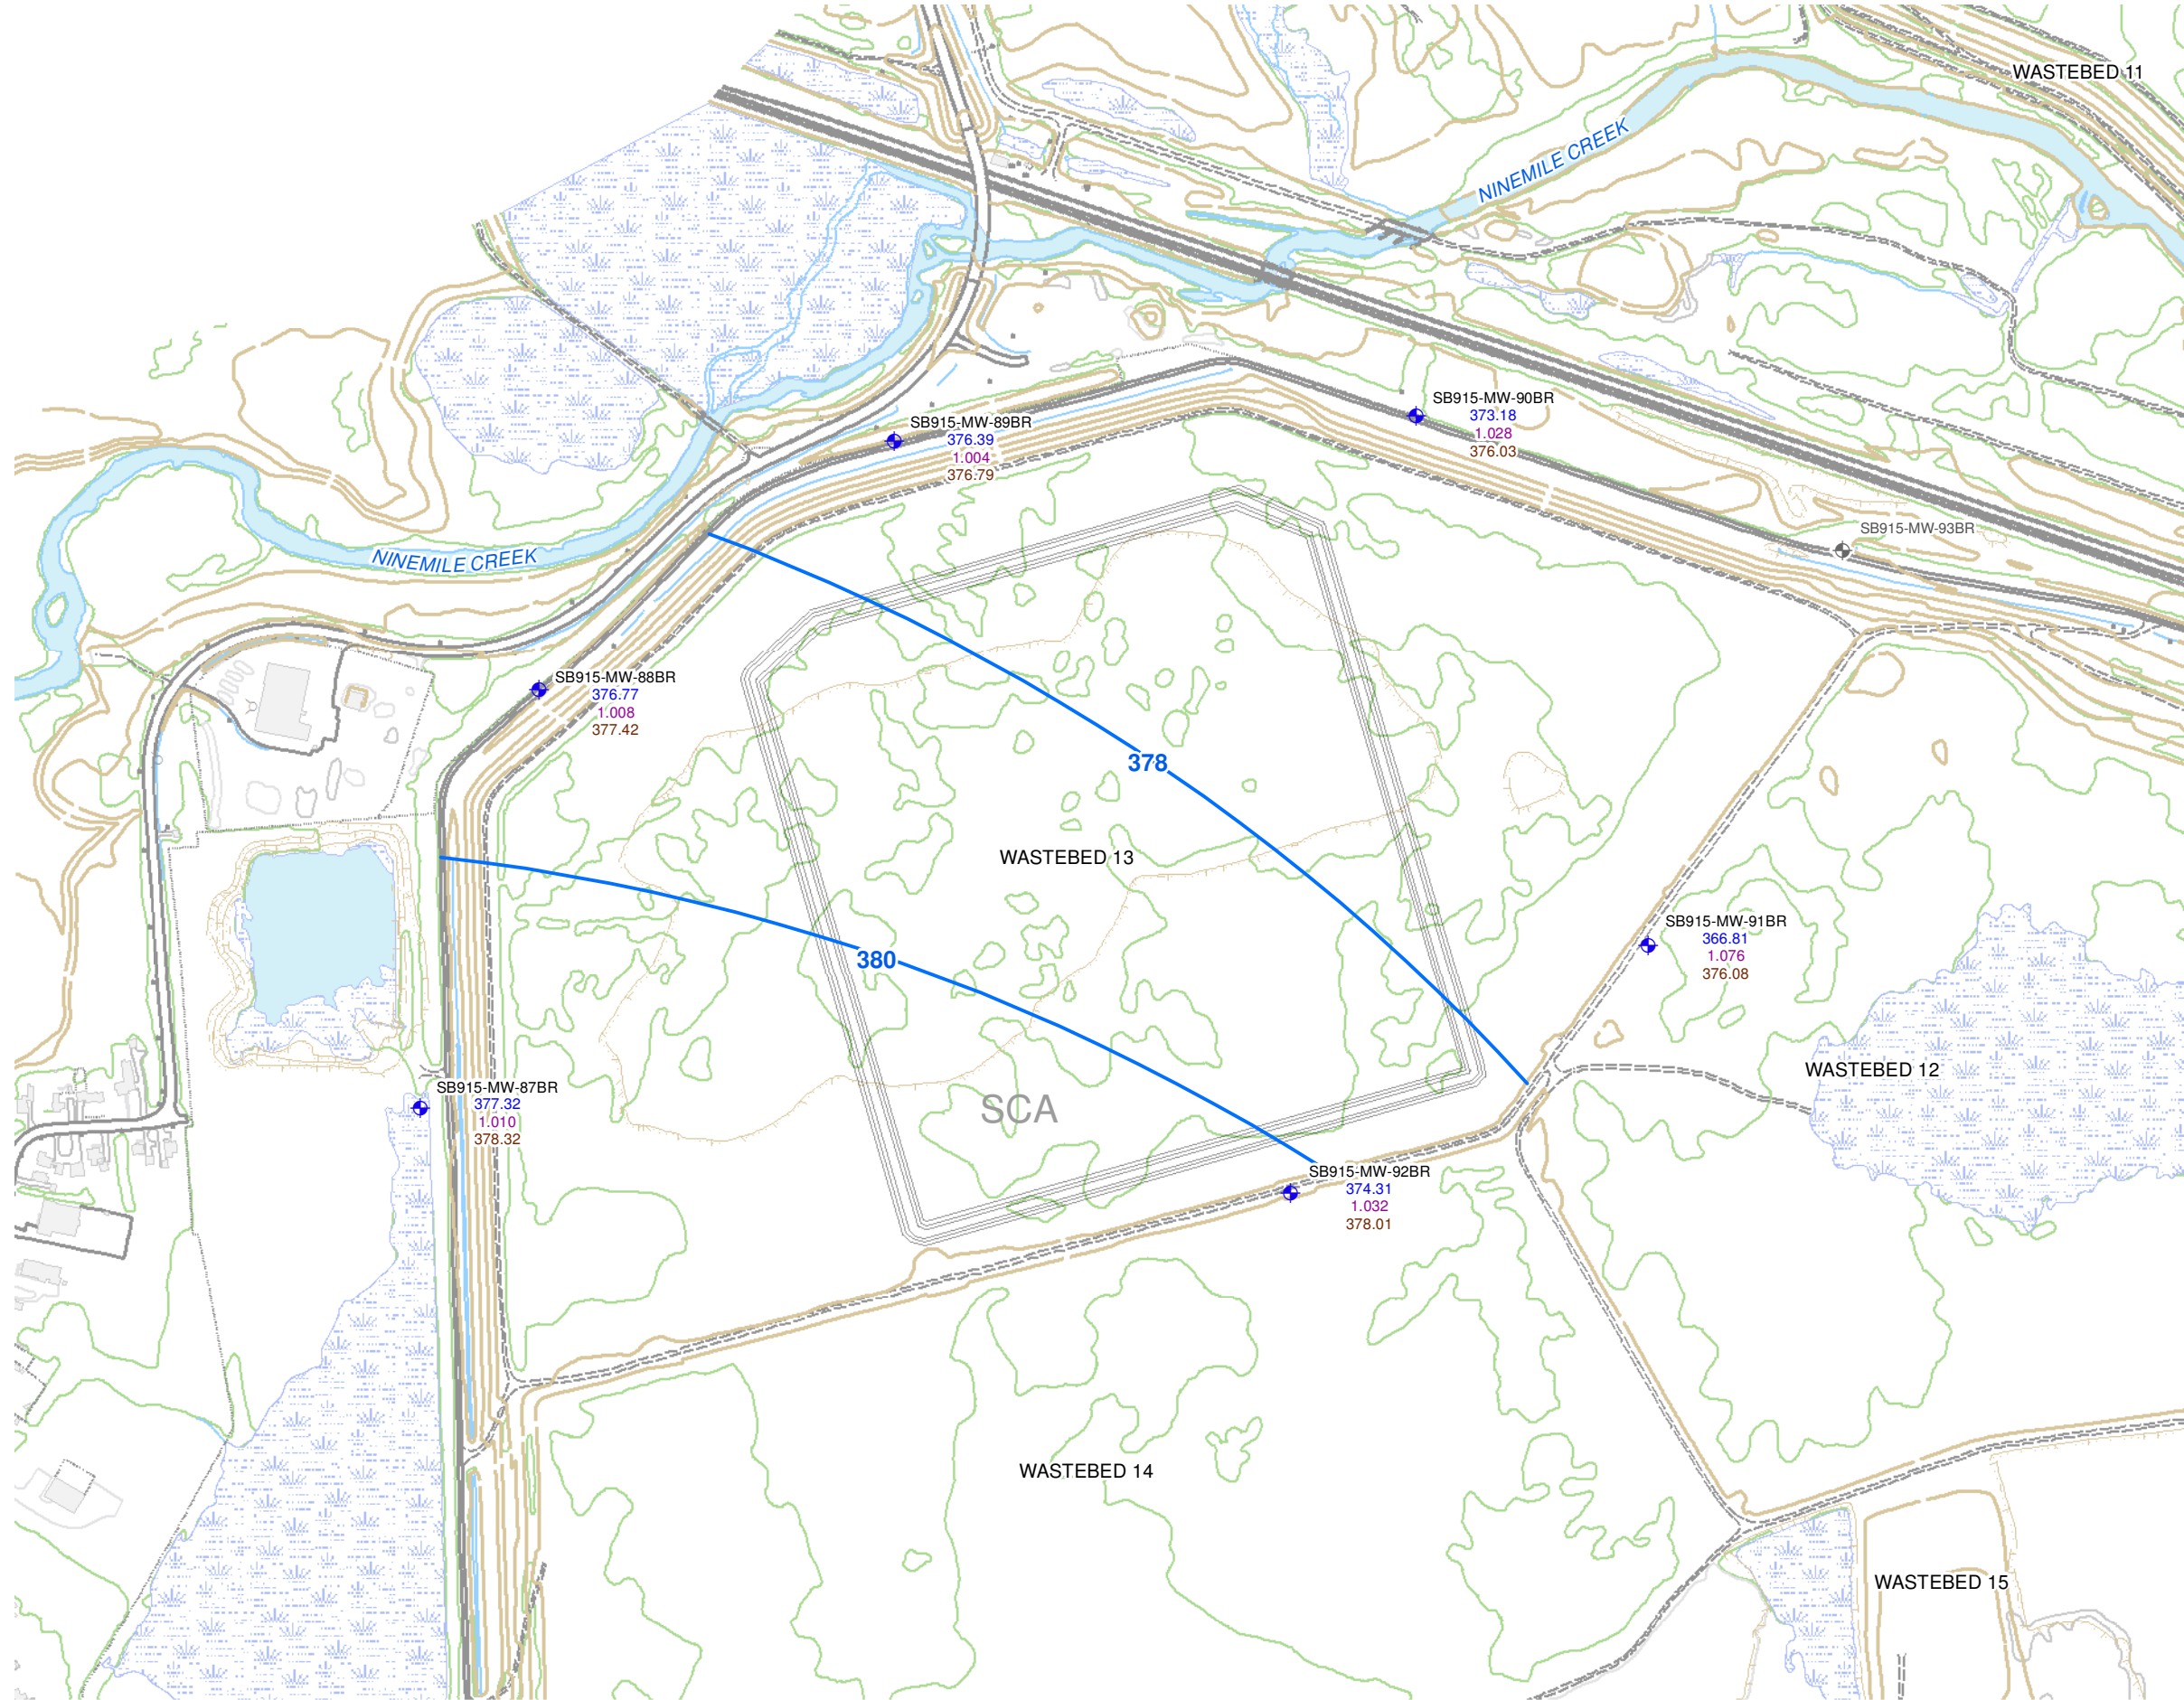 WASTEBED 11
NINEMILE CREEK
SB915-MW-90BR
373.18
1.028
376.03
SB915-MW-89BR
376.39
1.004
376.79
SB915-MW-93BR
NINEMILE CREEK
SB915-MW-88BR
376.77
1.008
377.42
378
WASTEBED 13
SB915-MW-91BR
366.81
1.076
376.08
380
WASTEBED 12
SB915-MW-87BR
377.32
1.010
378.32
SCA
SB915-MW-92BR
374.31
1.032
378.01
WASTEBED 14
WASTEBED 15